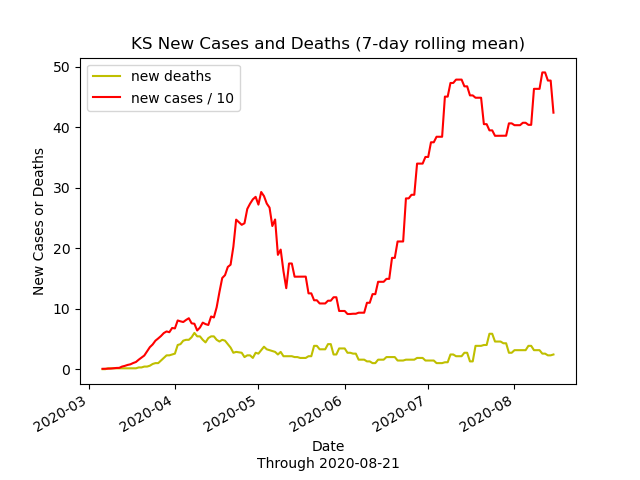 KS New Cases and Deaths (7-day rolling mean)
new deaths
new cases / 10
New Cases or Deaths
50
40
30
20
10
0
2020-03
2020-04
2020-05
2020-06
2020-07
2020-08
Date
Through 2020-08-21